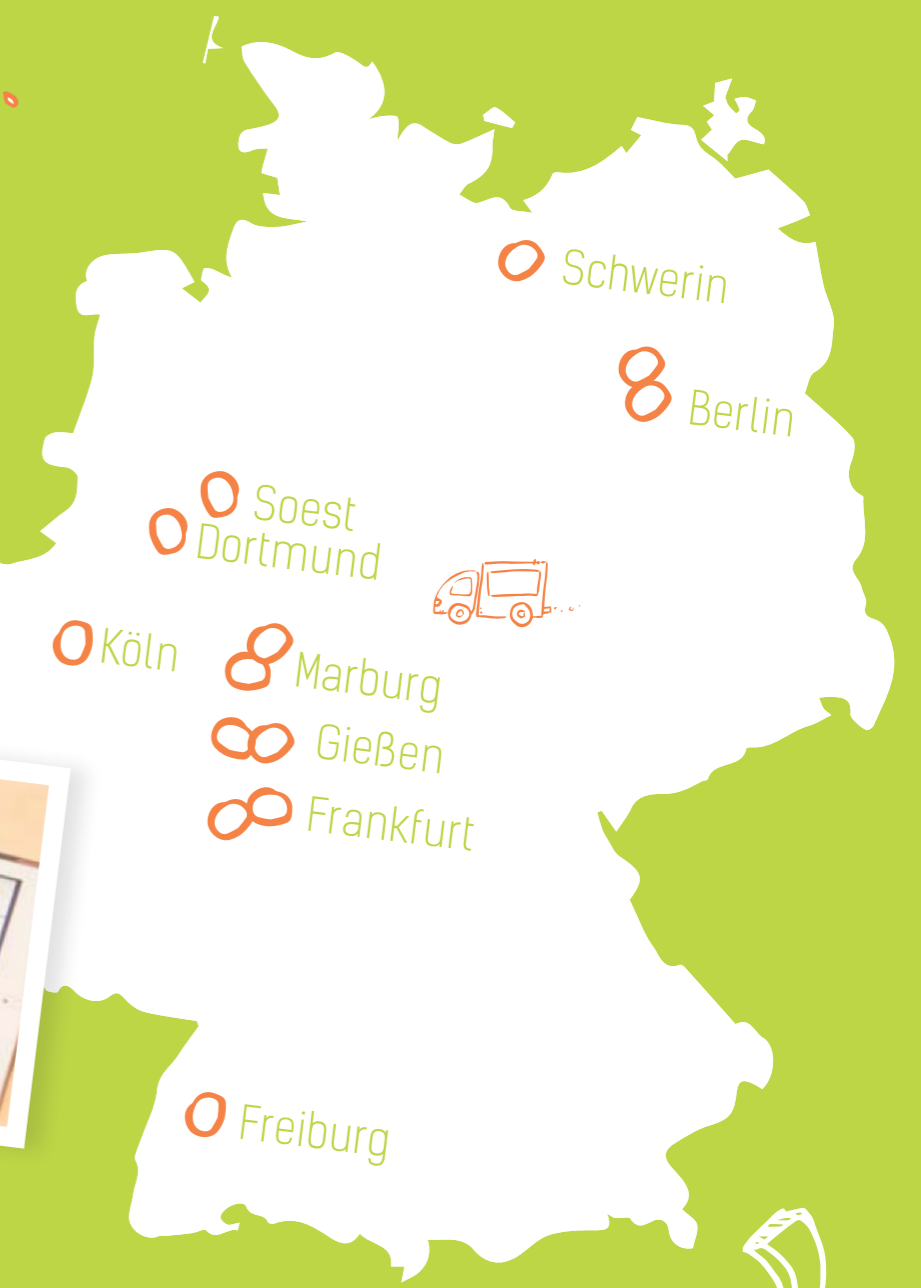 Schwerin
Berlin
Soest
Dortmund
Köln
Marburg
Gießen
Frankfurt
Freiburg